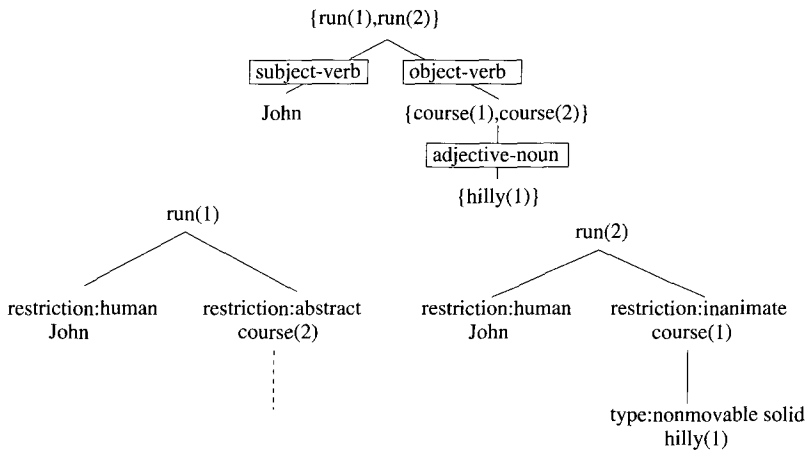 {run(1),run(2)}
subject-verb object-verb
John {course(1),course(2)}
adjective-noun
{hilly(1)}
run(1)
restriction:human restriction:abstract
John course(2)
run(2)
restriction:human restriction:inanimate
John course(1)
type:nonmovable solid
hilly(1)